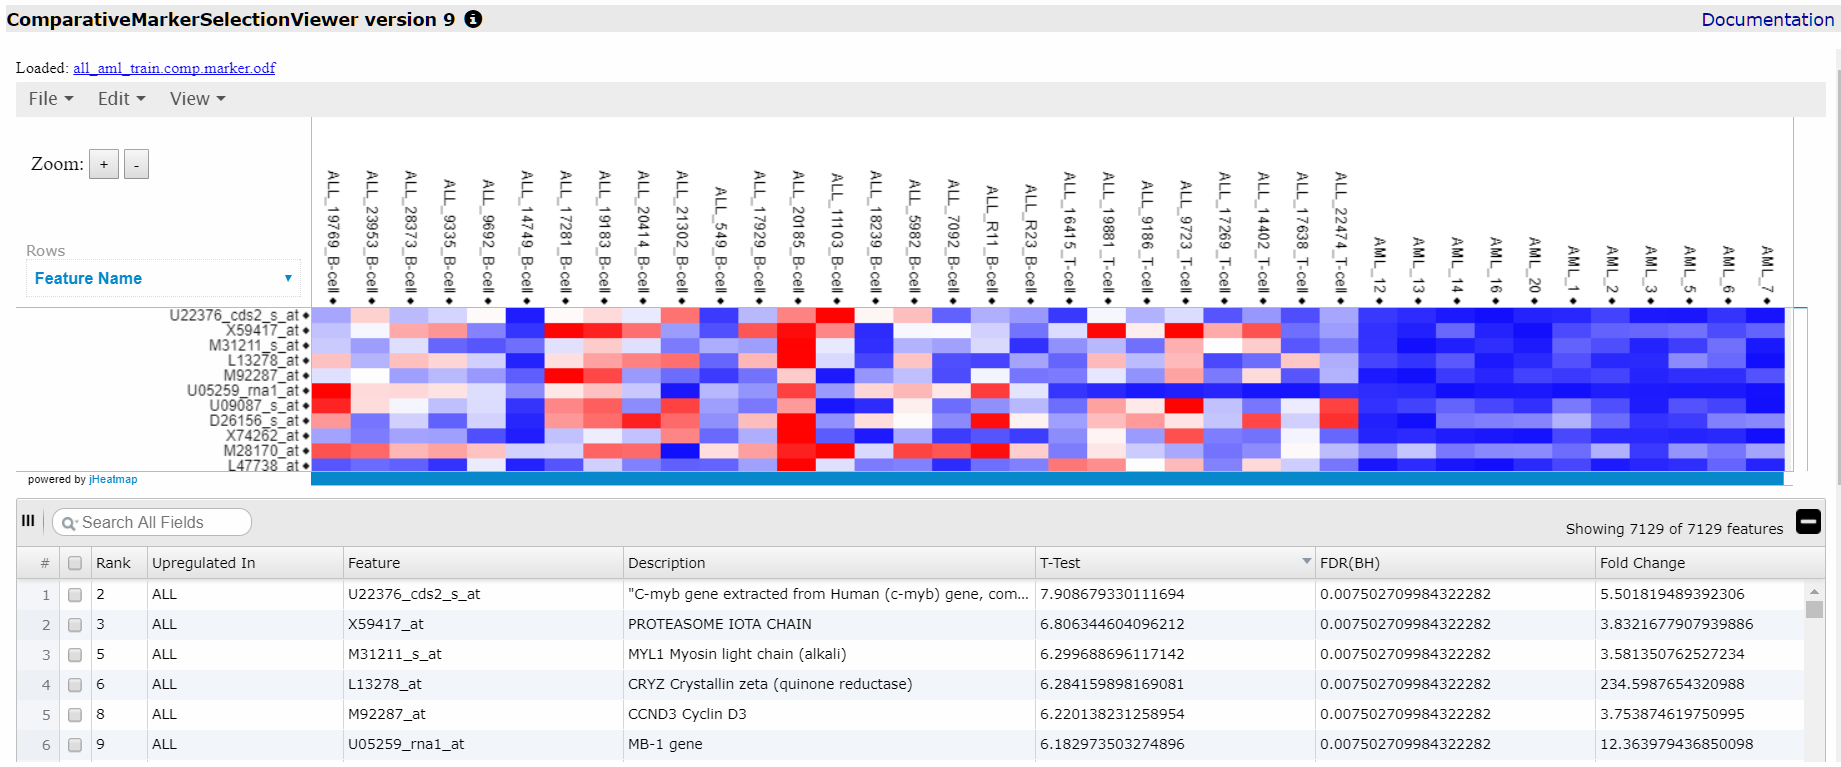 ComparativeMarkerSelectionViewer version 9
Documentation
Loaded: all_aml_train.comp.marker.odf
File Edit View
Zoom: + -
Rows
Feature Name
ALL_19769_B-cell
ALL_23953_B-cell
ALL_28373_B-cell
ALL_9335_B-cell
ALL_9692_B-cell
ALL_14749_B-cell
ALL_17281_B-cell
ALL_19183_B-cell
ALL_20414_B-cell
ALL_21302_B-cell
ALL_549_B-cell
ALL_17929_B-cell
ALL_20185_B-cell
ALL_11103_B-cell
ALL_18239_B-cell
ALL_5982_B-cell
ALL_7092_B-cell
ALL_R11_B-cell
ALL_R23_B-cell
ALL_16415_T-cell
ALL_19881_T-cell
ALL_9186_T-cell
ALL_9723_T-cell
ALL_17269_T-cell
ALL_14402_T-cell
ALL_17638_T-cell
ALL_22474_T-cell
AML_12
AML_13
AML_14
AML_16
AML_20
AML_1
AML_2
AML_3
AML_5
AML_6
AML_7
U22376_cds2_s_at
X59417_at
M31211_s_at
L13278_at
M92287_at
U05259_rna1_at
U09087_s_at
D26156_s_at
X74262_at
M28170_at
L47738_at
powered by jHeatmap
Search All Fields
Showing 7129 of 7129 features
# Rank Upregulated In Feature Description T-Test FDR(BH) Fold Change
1 2 ALL U22376_cds2_s_at "C-myb gene extracted from Human (c-myb) gene, com... 7.908679330111694 0.007502709984322282 5.501819489392306
2 3 ALL X59417_at PROTEASOME IOTA CHAIN 6.806344604096212 0.007502709984322282 3.8321677907939886
3 5 ALL M31211_s_at MYL1 Myosin light chain (alkali) 6.299688696117142 0.007502709984322282 3.581350762527234
4 6 ALL L13278_at CRYZ Crystallin zeta (quinone reductase) 6.284159898169081 0.007502709984322282 234.5987654320988
5 8 ALL M92287_at CCND3 Cyclin D3 6.220138231258954 0.007502709984322282 3.753874619750995
6 9 ALL U05259_rna1_at MB-1 gene 6.182973503274896 0.007502709984322282 12.363979436850098